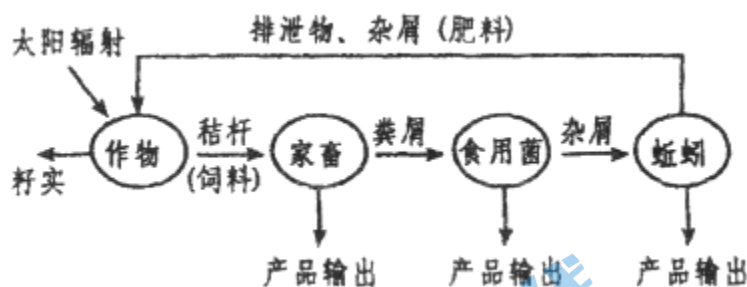 排泄物、杂屑(肥料)
太阳辐射
作物
秸杆
(饲料)
家畜
粪屑
食用菌
杂屑
蚯蚓
籽实
产品输出
产品输出
产品输出